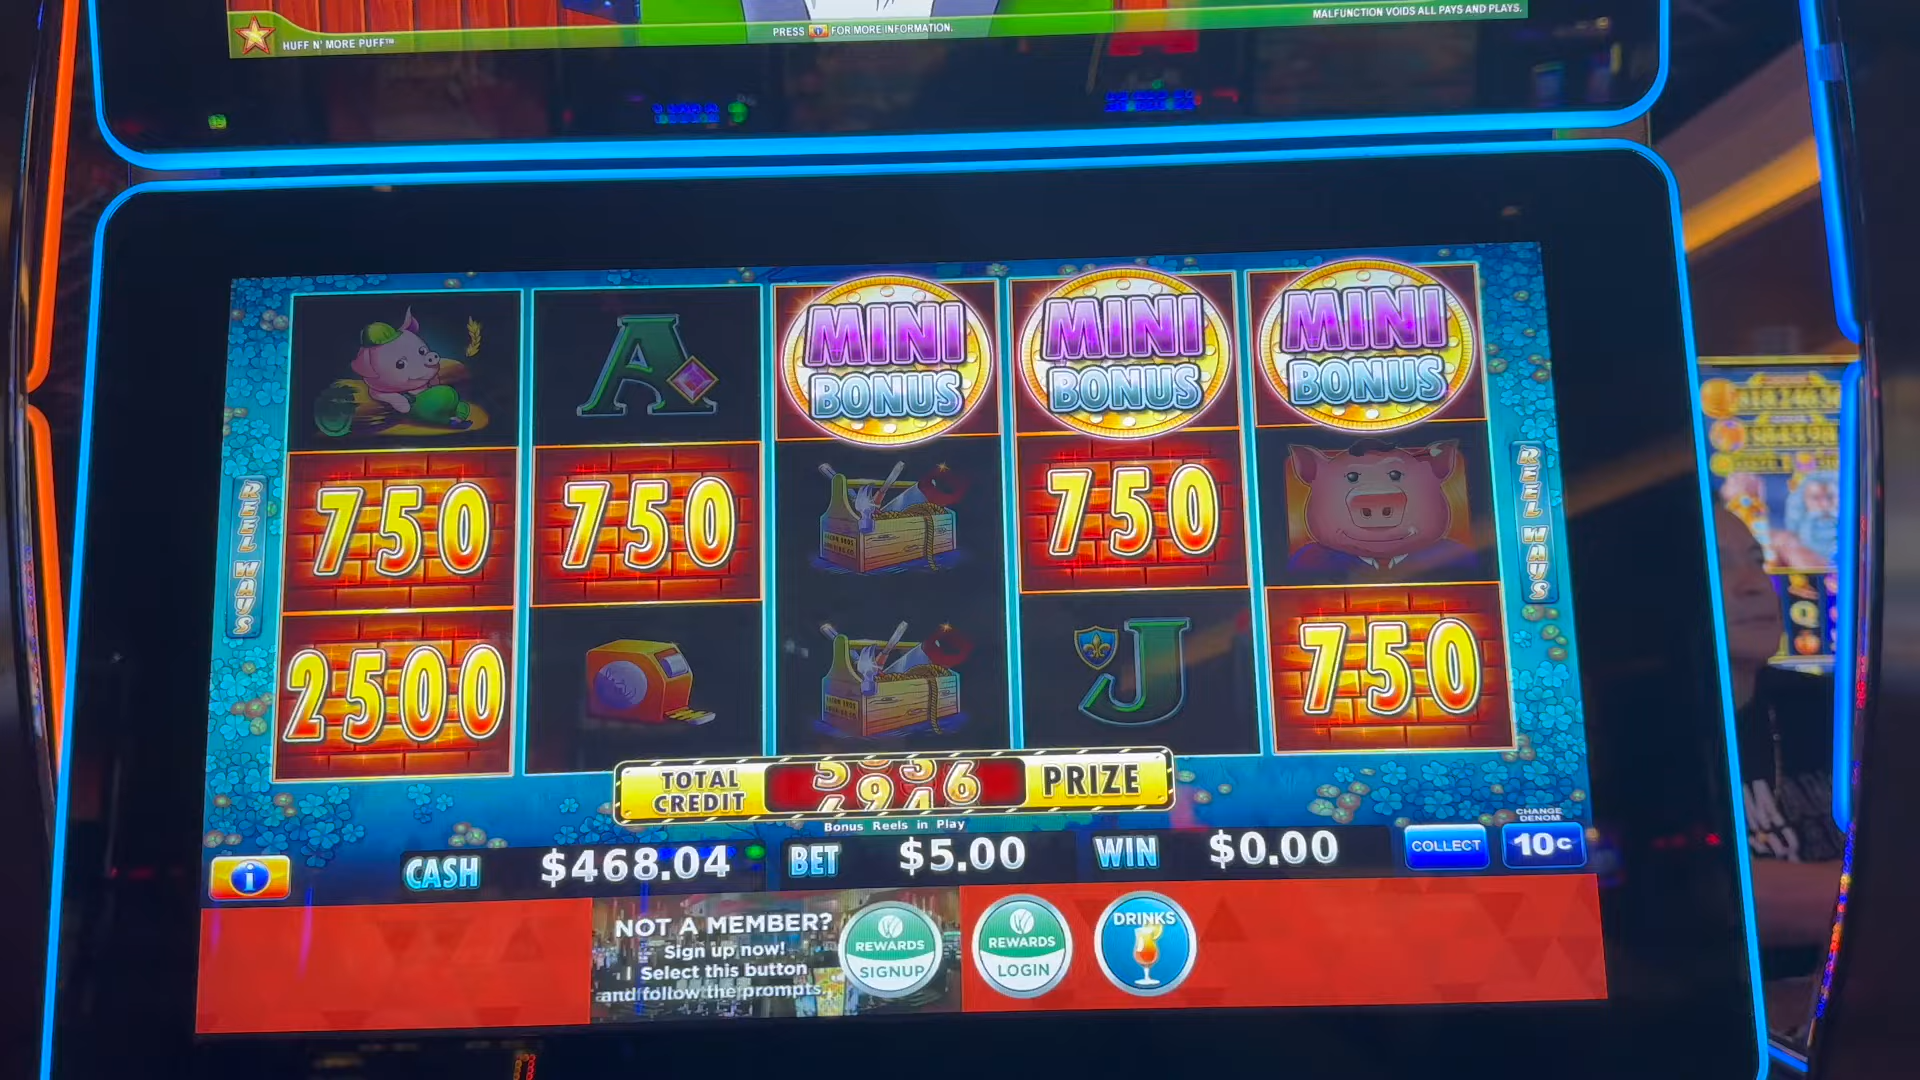 HUFF N' MORE PUFF™
PRESS i FOR MORE INFORMATION.
MALFUNCTION VOIDS ALL PAYS AND PLAYS.
A
MINI
BONUS
MINI
BONUS
MINI
BONUS
REEL WAYS
750
750
750
REEL WAYS
2500
J
750
TOTAL
CREDIT
PRIZE
Bonus Reels in Play
i
CASH $468.04
BET $5.00
WIN $0.00
COLLECT
CHANGE
DENOM
10¢
NOT A MEMBER?
Sign up now!
Select this button
and follow the prompts.
REWARDS
SIGNUP
REWARDS
LOGIN
DRINKS